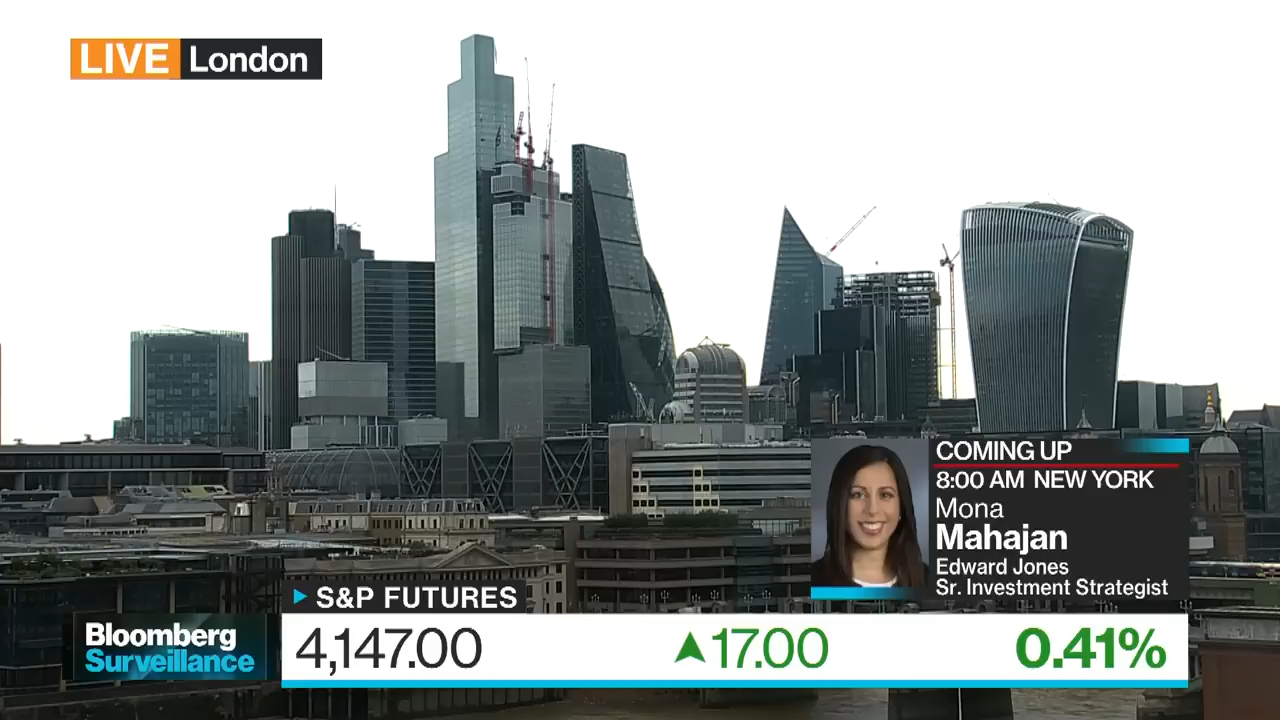 LIVE London
COMING UP
8:00 AM NEW YORK
Mona
Mahajan
Edward Jones
Sr. Investment Strategist
S&P FUTURES
Bloomberg
Surveillance
4,147.00 17.00 0.41%